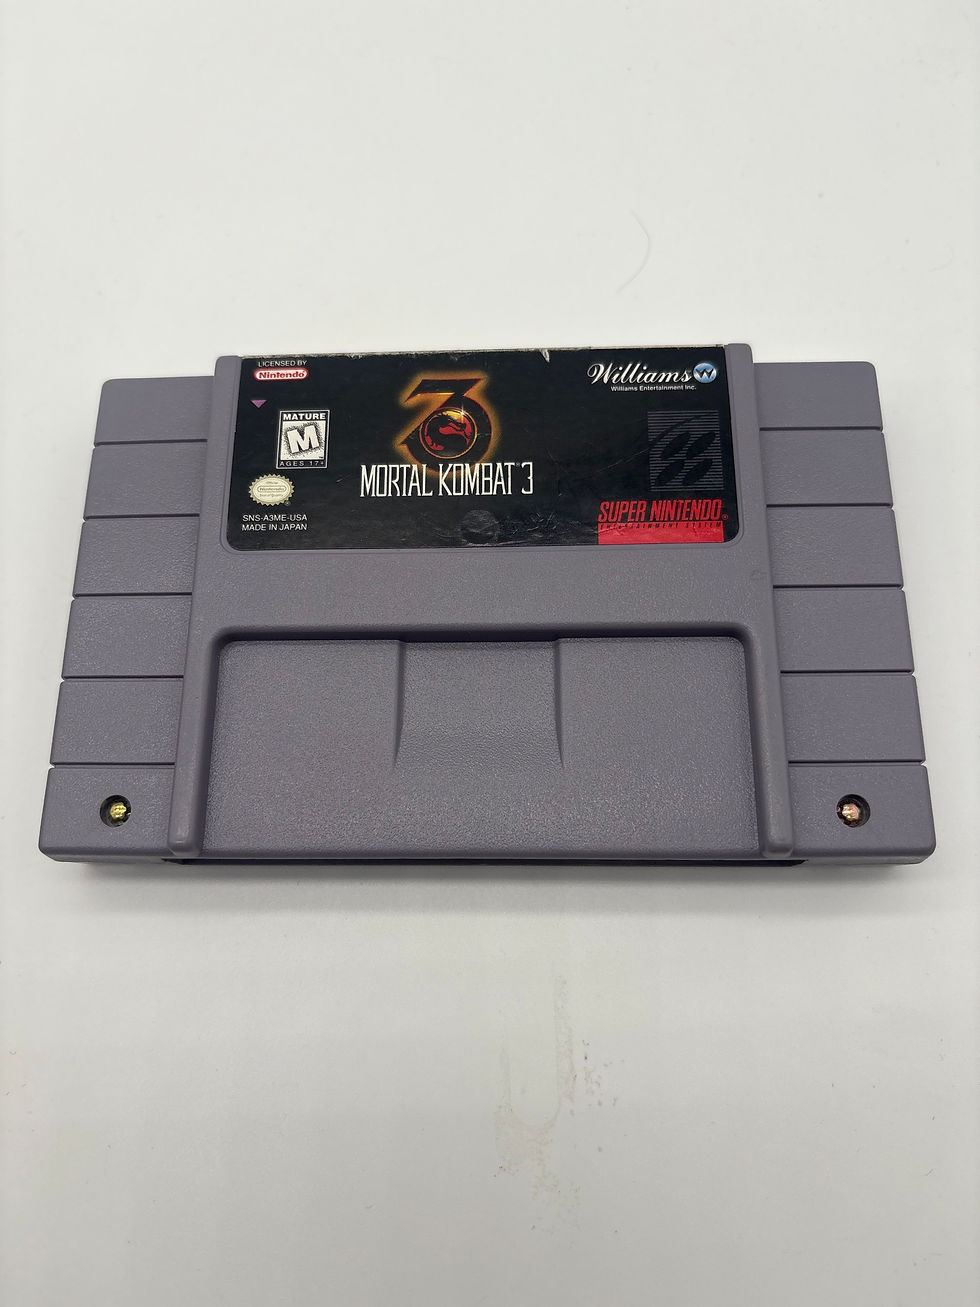 LICENSED BY
Nintendo
MATURE
M
AGES 17+
SNS-A3ME-USA
MADE IN JAPAN
3
MORTAL KOMBAT 3
Williams W
Williams Entertainment Inc.
SUPER NINTENDO
ENTERTAINMENT SYSTEM